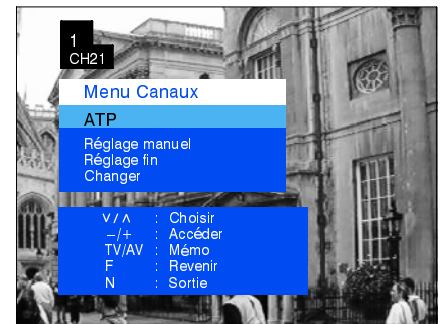 1
CH21
Menu Canaux
ATP
Réglage manuel
Réglage fin
Changer
∨ / ∧ : Choisir
–/+ : Accéder
TV/AV : Mémo
F : Revenir
N : Sortie